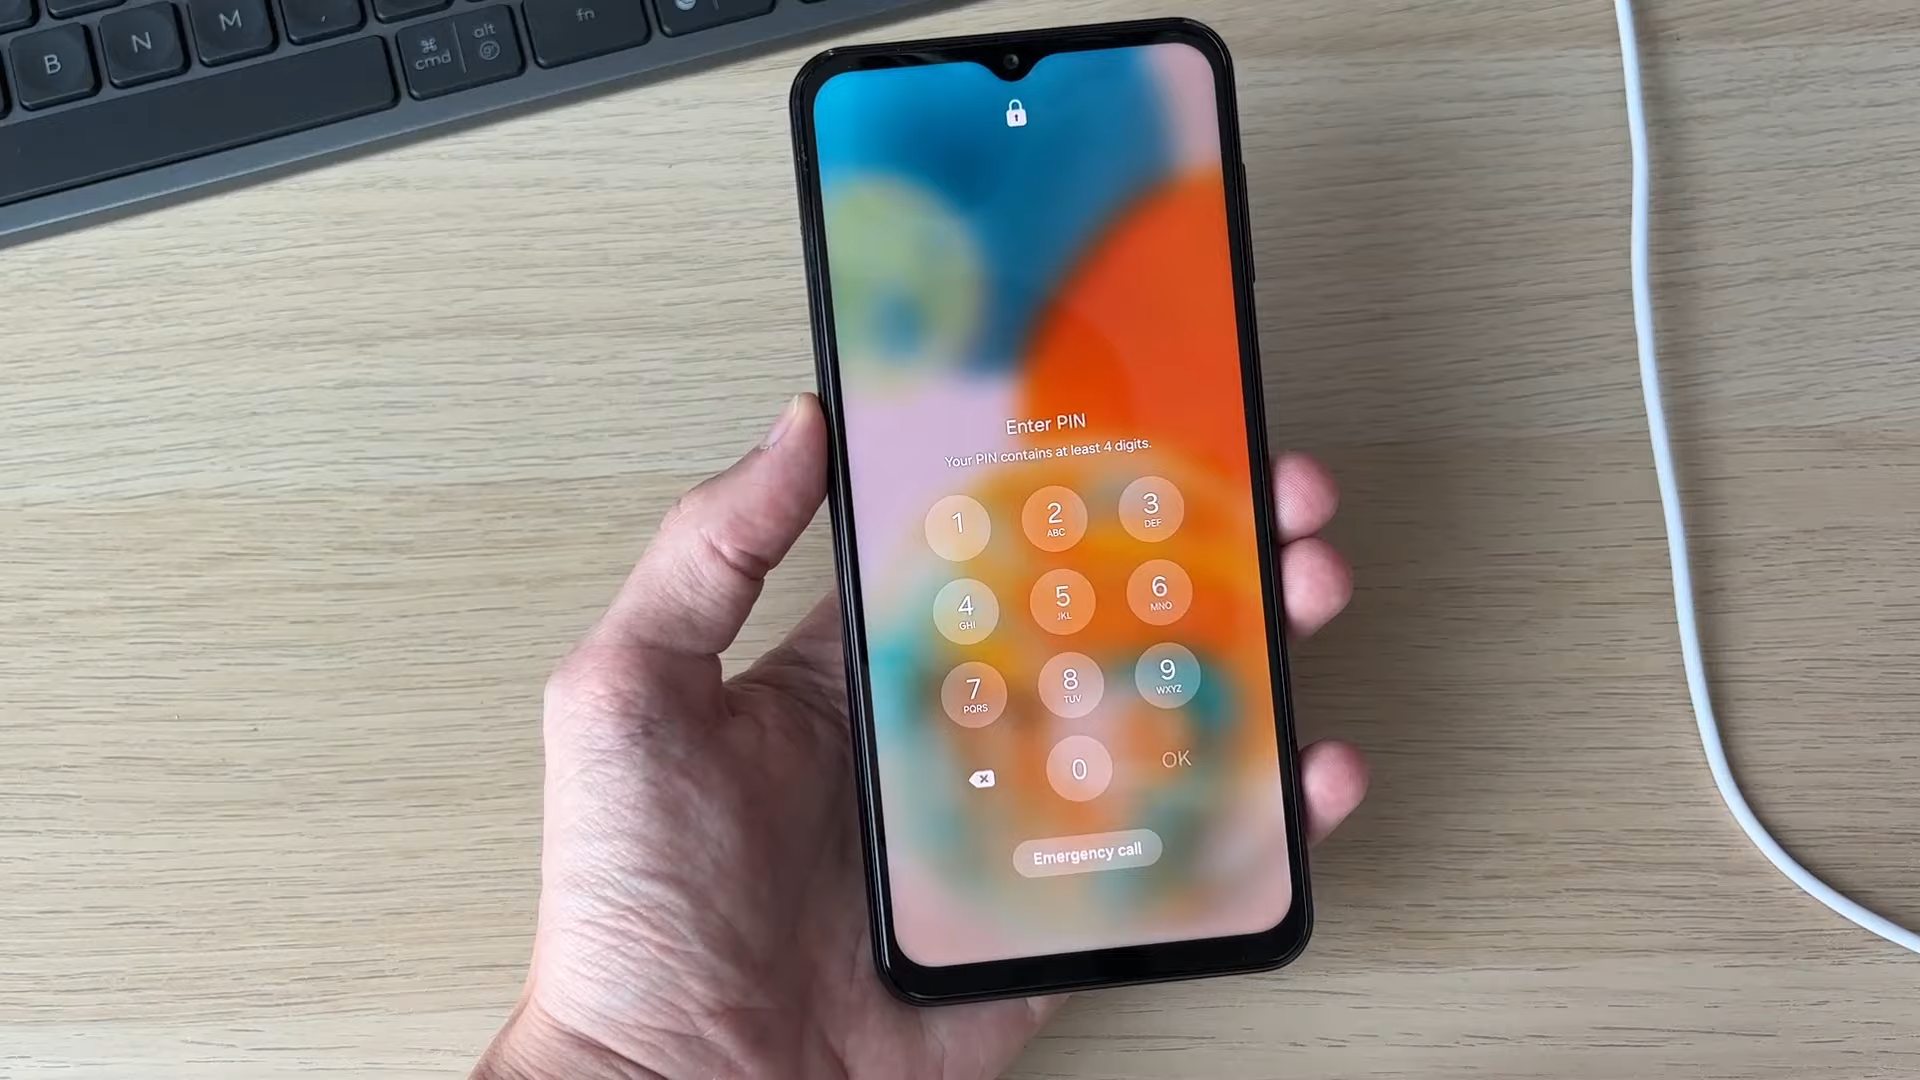 B N M cmd alt fn
Enter PIN
Your PIN contains at least 4 digits.
1 2 ABC 3 DEF
4 GHI 5 JKL 6 MNO
7 PQRS 8 TUV 9 WXYZ
0 OK
Emergency call